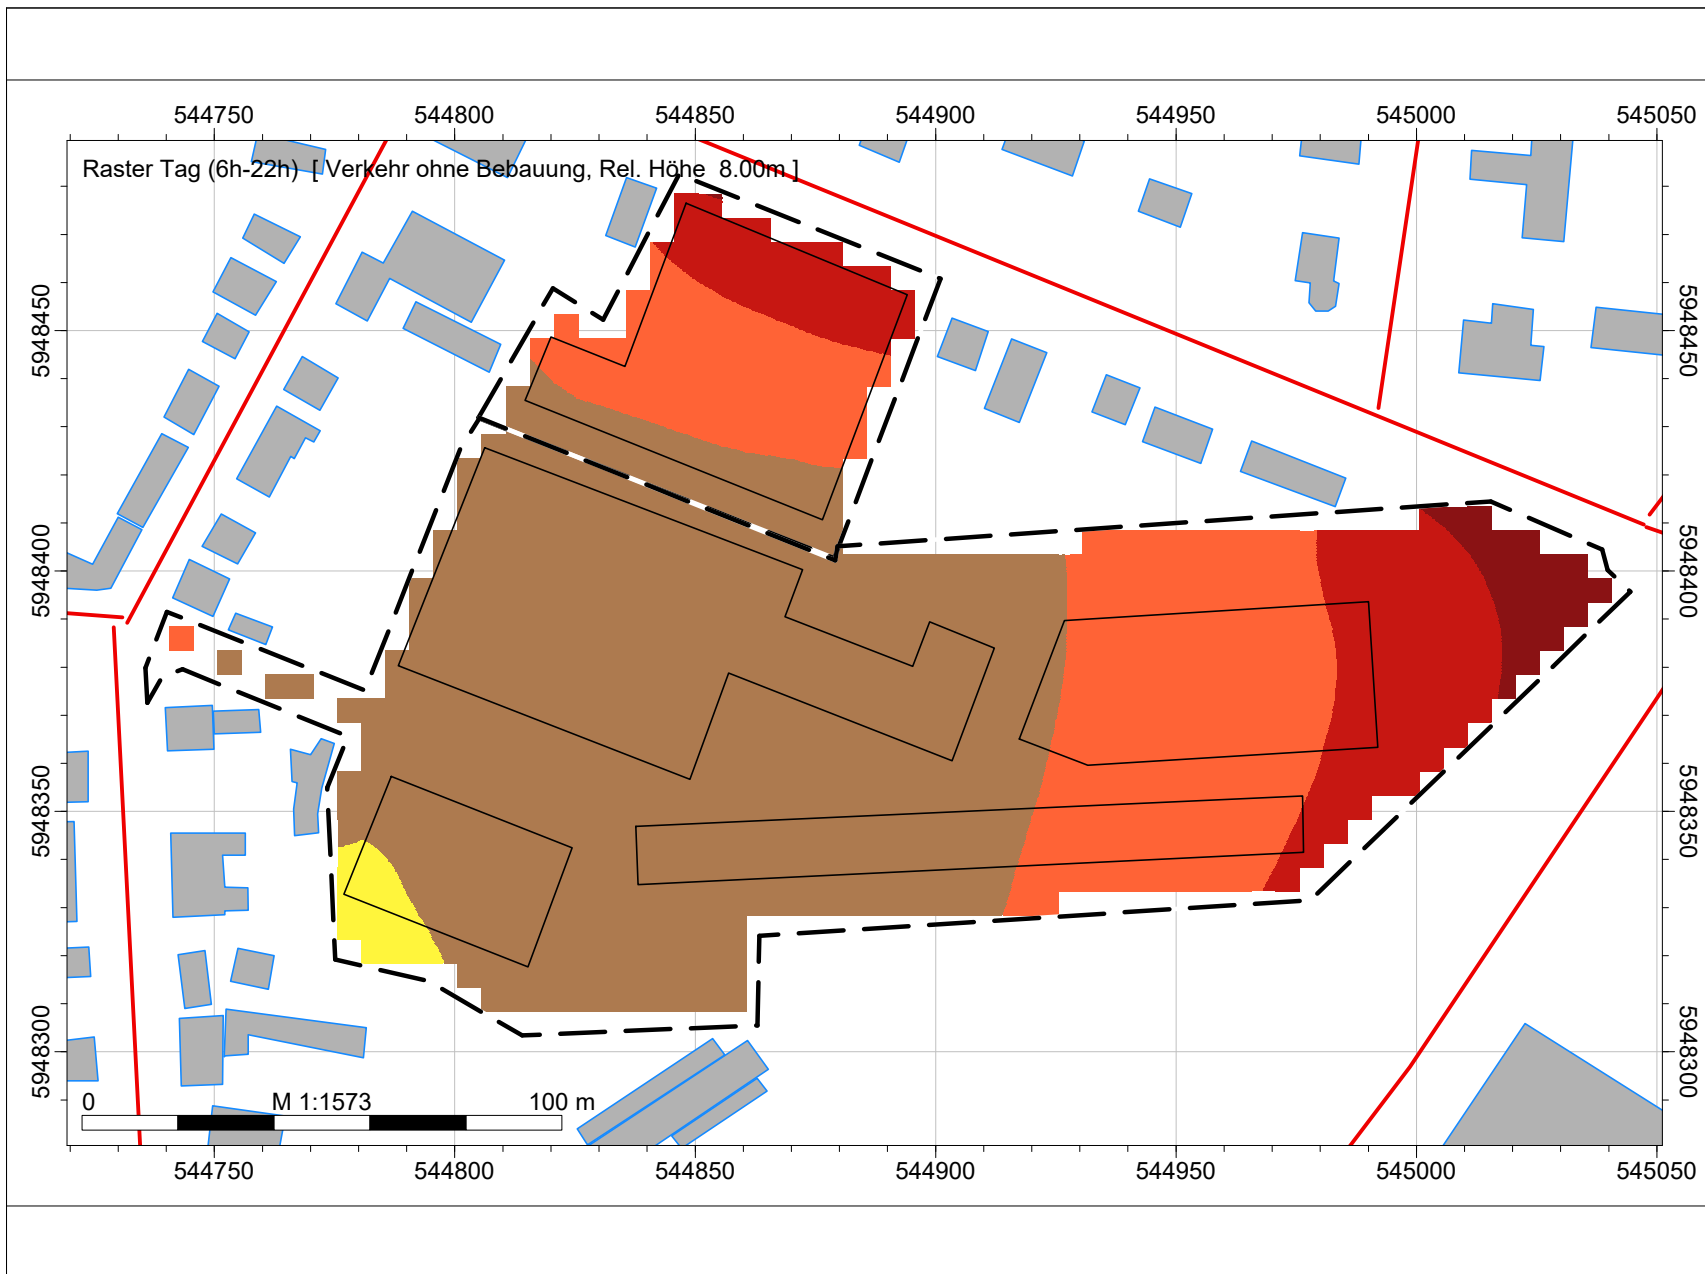 544750 544800 544850 544900 544950 545000 545050
Raster Tag (6h-22h) [ Verkehr ohne Bebauung, Rel. Höhe 8.00m ]
5948450 5948450
5948400 5948400
5948350 5948350
5948300 5948300
0 M 1:1573 100 m
544750 544800 544850 544900 544950 545000 545050